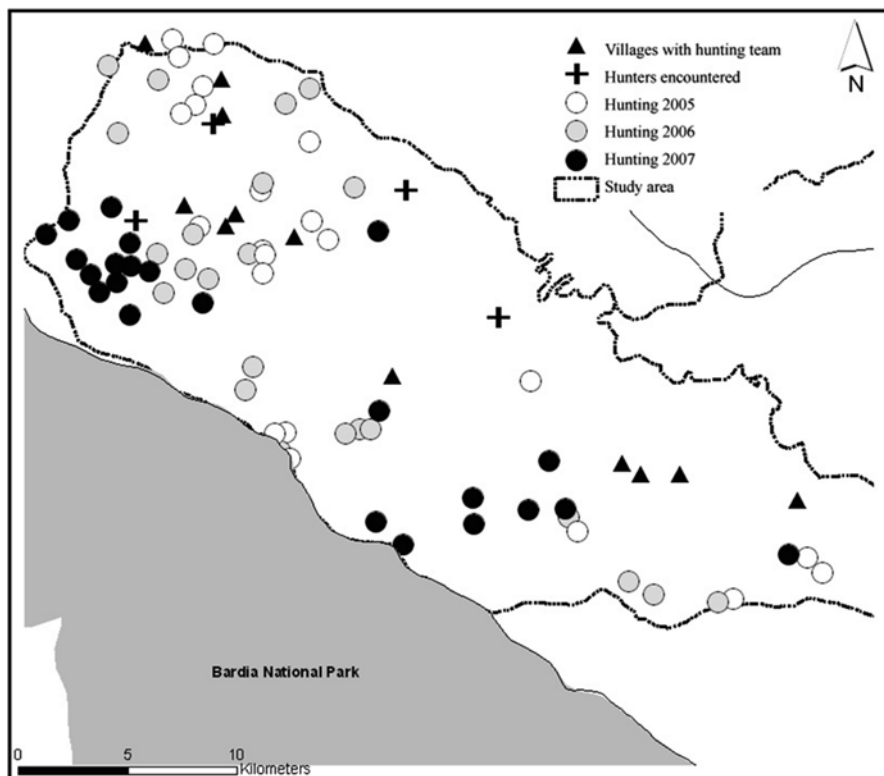 Villages with hunting team
Hunters encountered
Hunting 2005
Hunting 2006
Hunting 2007
Study area
N
Bardia National Park
0 5 10
Kilometers